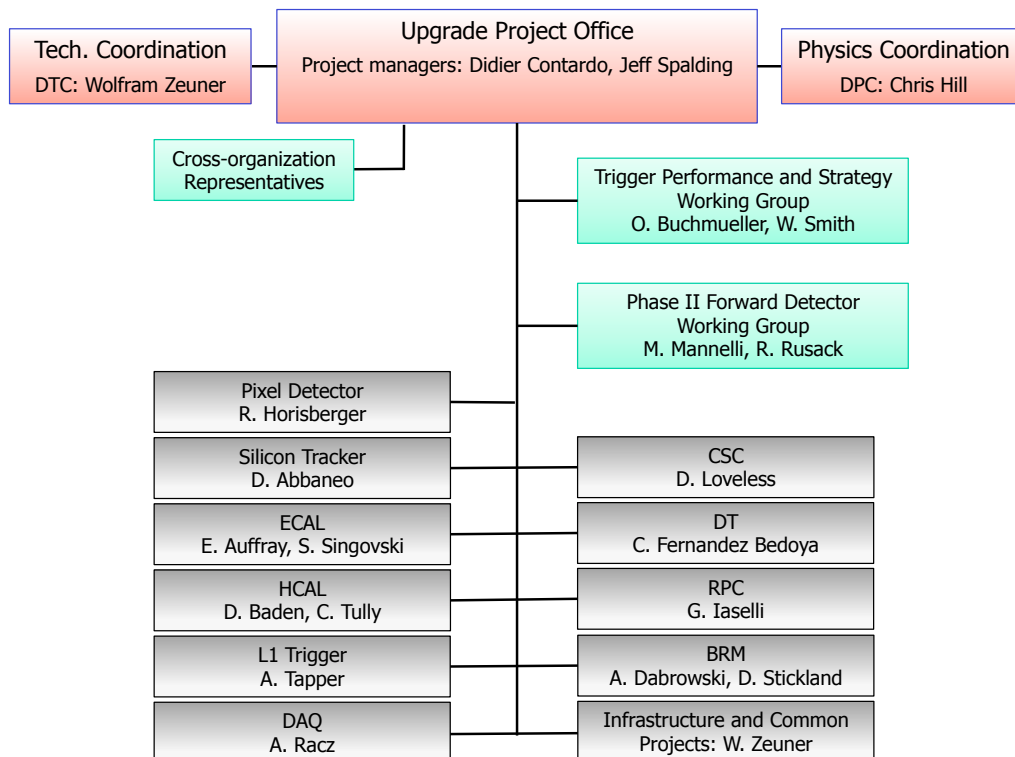 Tech. Coordination
DTC: Wolfram Zeuner
Upgrade Project Office
Project managers: Didier Contardo, Jeff Spalding
Physics Coordination
DPC: Chris Hill
Cross-organization
Representatives
Trigger Performance and Strategy
Working Group
O. Buchmueller, W. Smith
Phase II Forward Detector
Working Group
M. Mannelli, R. Rusack
Pixel Detector
R. Horisberger
Silicon Tracker
D. Abbaneo
CSC
D. Loveless
ECAL
E. Auffray, S. Singovski
DT
C. Fernandez Bedoya
HCAL
D. Baden, C. Tully
RPC
G. Iaselli
L1 Trigger
A. Tapper
BRM
A. Dabrowski, D. Stickland
DAQ
A. Racz
Infrastructure and Common
Projects: W. Zeuner